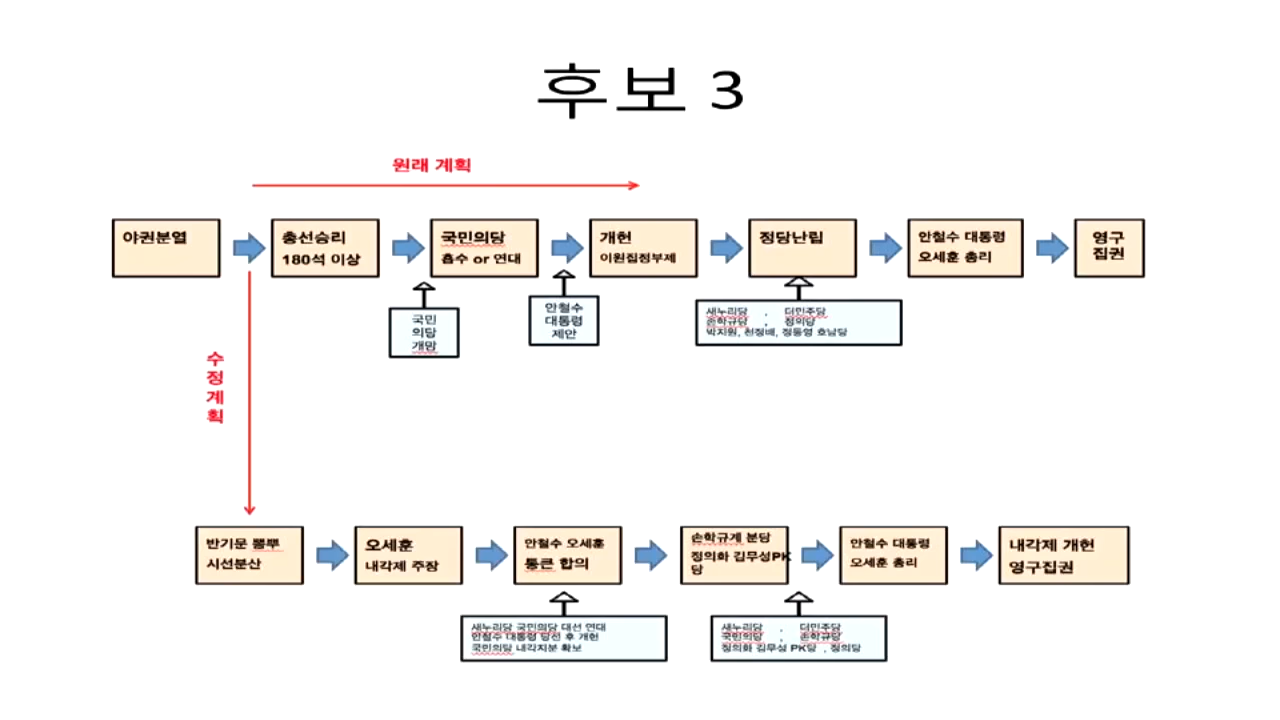 후보 3
원래 계획
야권분열
총선승리
180석 이상
국민의당
흡수 or 연대
개헌
이원집정부제
정당난립
안철수 대통령
오세훈 총리
영구
집권
국민
의당
개망
안철수
대통령
제안
새누리당 , 더민주당
손학규당 , 정의당
박지원, 천정배, 정동영 호남당
수
정
계
획
반기문 뽐뿌
시선분산
오세훈
내각제 주장
안철수 오세훈
통큰 합의
손학규계 분당
정의화 김무성PK
당
안철수 대통령
오세훈 총리
내각제 개헌
영구집권
새누리당 국민의당 대선 연대
안철수 대통령 당선 후 개헌
국민의당 내각지분 확보
새누리당 , 더민주당
국민의당 , 손학규당
정의화 김무성 PK당 , 정의당